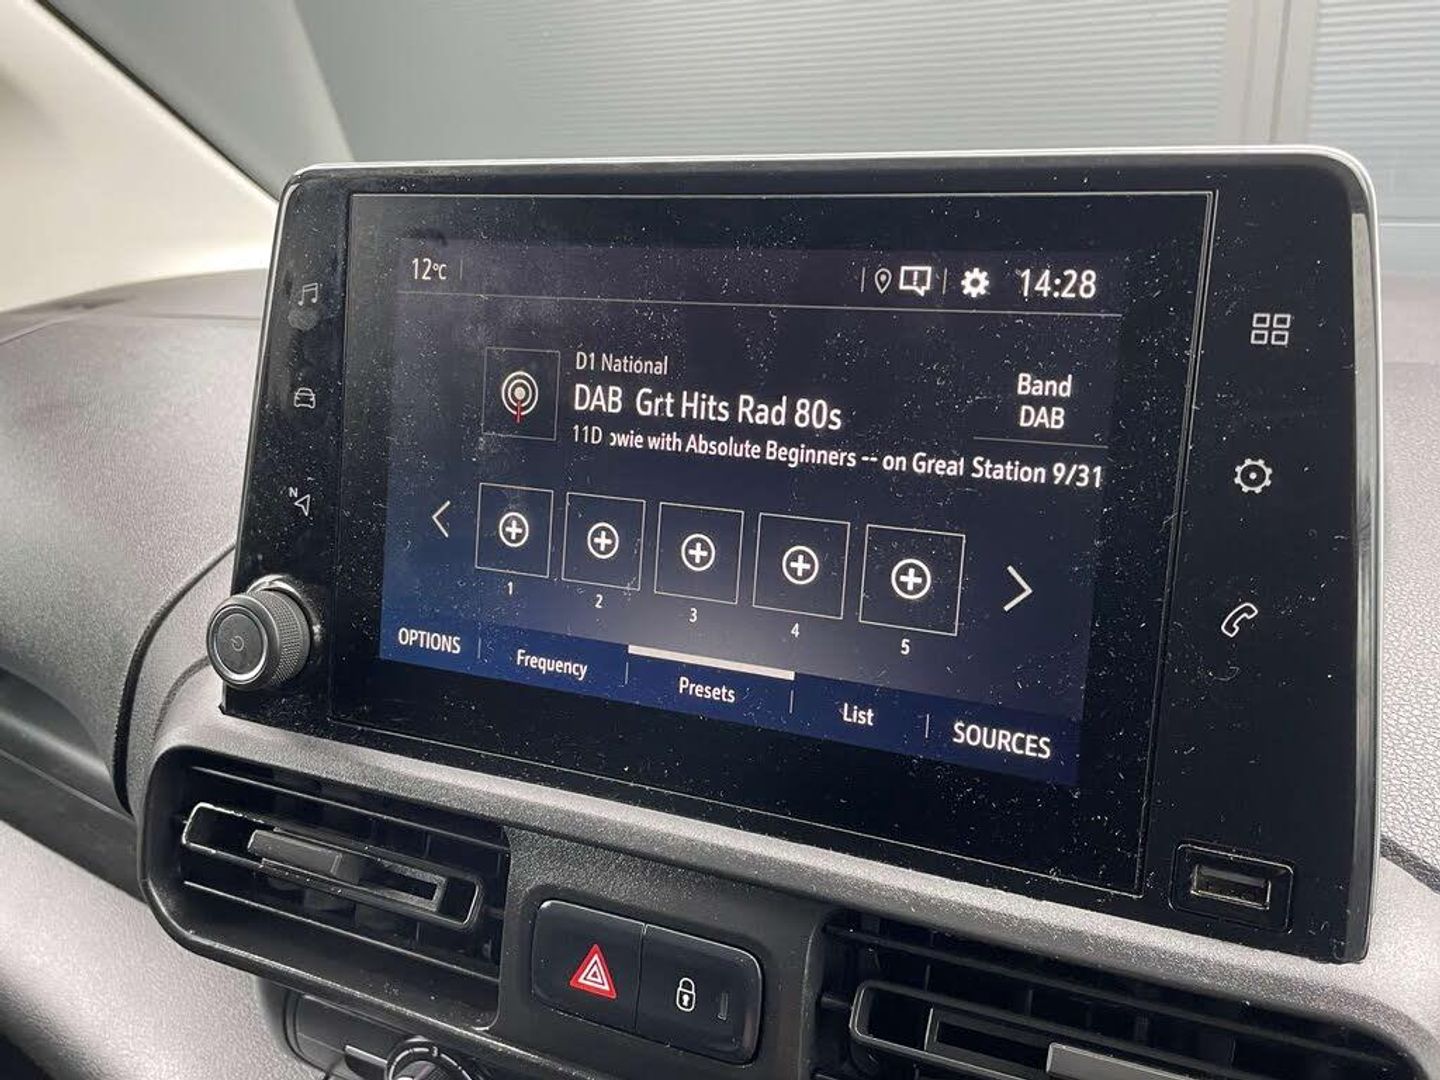 12°C 14:28
D1 National
DAB Grt Hits Rad 80s
Band
DAB
11D owie with Absolute Beginners -- on Great Station 9/31
1 2 3 4 5
OPTIONS Frequency Presets List SOURCES
N